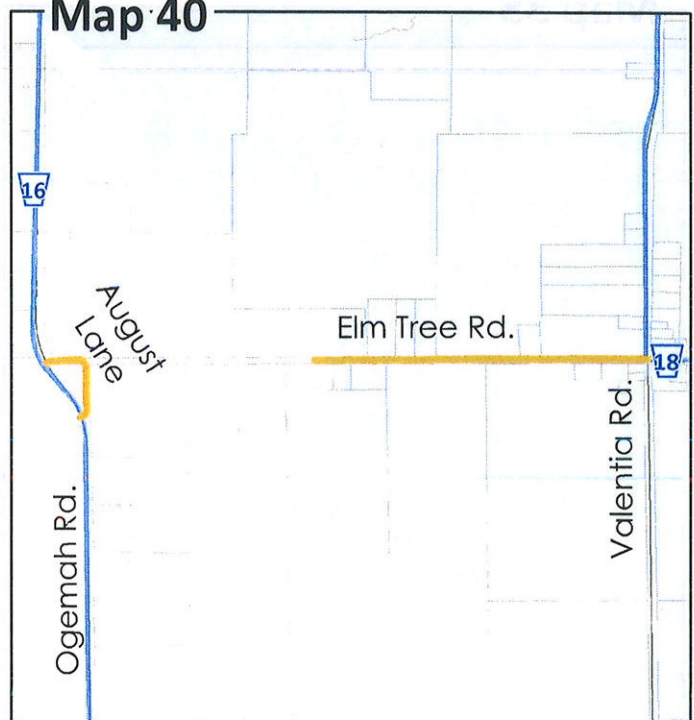 Map 40
16
August
Lane
Elm Tree Rd.
18
Valentia Rd.
Ogemah Rd.